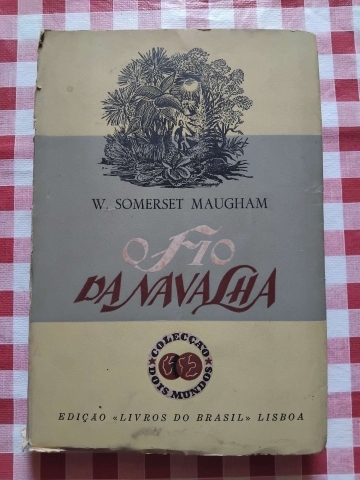 W. SOMERSET MAUGHAM
O FIO
DA NAVALHA
COLECÇÃO
DOIS MUNDOS
EDIÇÃO «LIVROS DO BRASIL» LISBOA